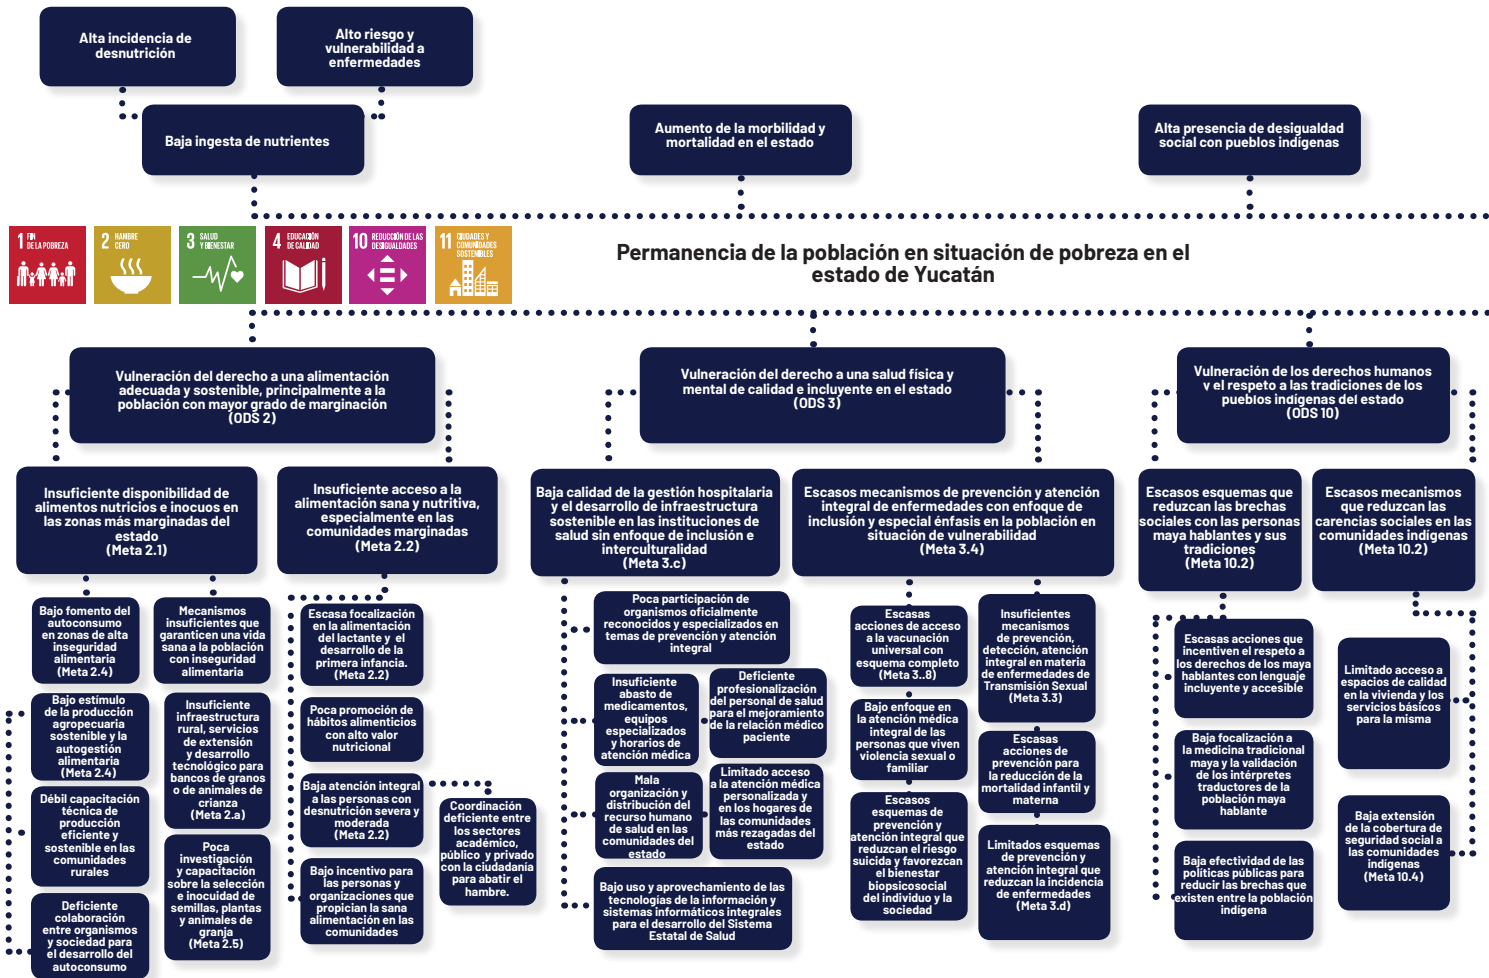 Alta incidencia de
desnutrición
Alto riesgo y
vulnerabilidad a
enfermedades
Baja ingesta de nutrientes
Aumento de la morbilidad y
mortalidad en el estado
Alta presencia de desigualdad
social con pueblos indígenas
1 FIN
DE LA POBREZA
2 HAMBRE
CERO
3 SALUD
Y BIENESTAR
4 EDUCACIÓN
DE CALIDAD
10 REDUCCIÓN DE LAS
DESIGUALDADES
11 CIUDADES Y
COMUNIDADES
SOSTENIBLES
Permanencia de la población en situación de pobreza en el
estado de Yucatán
Vulneración del derecho a una alimentación
adecuada y sostenible, principalmente a la
población con mayor grado de marginación
(ODS 2)
Vulneración del derecho a una salud física y
mental de calidad e incluyente en el estado
(ODS 3)
Vulneración de los derechos humanos
y el respeto a las tradiciones de los
pueblos indígenas del estado
(ODS 10)
Insuficiente disponibilidad de
alimentos nutricios e inocuos en
las zonas más marginadas del
estado
(Meta 2.1)
Insuficiente acceso a la
alimentación sana y nutritiva,
especialmente en las
comunidades marginadas
(Meta 2.2)
Baja calidad de la gestión hospitalaria
y el desarrollo de infraestructura
sostenible en las instituciones de
salud sin enfoque de inclusión e
interculturalidad
(Meta 3.c)
Escasos mecanismos de prevención y atención
integral de enfermedades con enfoque de
inclusión y especial énfasis en la población en
situación de vulnerabilidad
(Meta 3.4)
Escasos esquemas que
reduzcan las brechas
sociales con las personas
maya hablantes y sus
tradiciones
(Meta 10.2)
Escasos mecanismos
que reduzcan las
carencias sociales en las
comunidades indígenas
(Meta 10.2)
Bajo fomento del
autoconsumo
en zonas de alta
inseguridad
alimentaria
(Meta 2.4)
Mecanismos
insuficientes que
garanticen una vida
sana a la población
con inseguridad
alimentaria
Bajo estímulo
de la producción
agropecuaria
sostenible y la
autogestión
alimentaria
(Meta 2.4)
Insuficiente
infraestructura
rural, servicios
de extensión
y desarrollo
tecnológico para
bancos de granos
o de animales de
crianza
(Meta 2.a)
Débil capacitación
técnica de
producción
eficiente y
sostenible en las
comunidades
rurales
Poca
investigación
y capacitación
sobre la selección
e inocuidad de
semillas, plantas
y animales de
granja
(Meta 2.5)
Deficiente
colaboración
entre organismos
y sociedad para
el desarrollo del
autoconsumo
Escasa focalización
en la alimentación
del lactante y el
desarrollo de la
primera infancia.
(Meta 2.2)
Poca promoción de
hábitos alimenticios
con alto valor
nutricional
Baja atención integral
a las personas con
desnutrición severa y
moderada
(Meta 2.2)
Coordinación
deficiente entre
los sectores
académico,
público y privado
con la ciudadanía
para abatir el
hambre.
Bajo incentivo para
las personas y
organizaciones que
propician la sana
alimentación en las
comunidades
Poca participación de
organismos oficialmente
reconocidos y especializados en
temas de prevención y atención
integral
Insuficiente
abasto de
medicamentos,
equipos
especializados
y horarios de
atención médica
Deficiente
profesionalización
del personal de salud
para el mejoramiento
de la relación médico
paciente
Mala
organización y
distribución del
recurso humano
de salud en las
comunidades del
estado
Limitado acceso
a la atención médica
personalizada y
en los hogares de
las comunidades
más rezagadas del
estado
Bajo uso y aprovechamiento de las
tecnologías de la información y
sistemas informáticos integrales
para el desarrollo del Sistema
Estatal de Salud
Escasas
acciones de acceso
a la vacunación
universal con
esquema completo
(Meta 3..8)
Bajo enfoque en
la atención médica
integral de las
personas que viven
violencia sexual o
familiar
Escasos
esquemas de
prevención y
atención integral que
reduzcan el riesgo
suicida y favorezcan
el bienestar
biopsicosocial
del individuo y la
sociedad
Insuficientes
mecanismos
de prevención,
detección, atención
integral en materia
de enfermedades de
Transmisión Sexual
(Meta 3.3)
Escasas
acciones de
prevención para
la reducción de la
mortalidad infantil y
materna
Limitados esquemas
de prevención y
atención integral que
reduzcan la incidencia
de enfermedades
(Meta 3.d)
Escasas acciones que
incentiven el respeto a
los derechos de los maya
hablantes con lenguaje
incluyente y accesible
Baja focalización a
la medicina tradicional
maya y la validación
de los intérpretes
traductores de la
población maya
hablante
Baja efectividad de las
políticas públicas para
reducir las brechas que
existen entre la población
indígena
Limitado acceso a
espacios de calidad
en la vivienda y los
servicios básicos
para la misma
Baja extensión
de la cobertura de
seguridad social a
las comunidades
indígenas
(Meta 10.4)